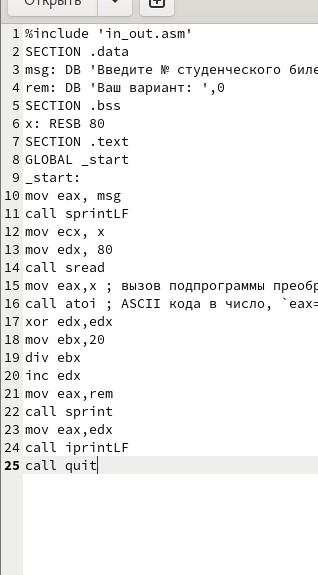 Открыть
1 %include 'in_out.asm'
2 SECTION .data
3 msg: DB 'Введите № студенческого
4 rem: DB 'Ваш вариант: ',0
5 SECTION .bss
6 x: RESB 80
7 SECTION .text
8 GLOBAL _start
9 _start:
10 mov eax, msg
11 call sprintLF
12 mov ecx, x
13 mov edx, 80
14 call sread
15 mov eax,x ; вызов подпрограммы
16 call atoi ; ASCII кода в число, `eax=
17 xor edx,edx
18 mov ebx,20
19 div ebx
20 inc edx
21 mov eax,rem
22 call sprint
23 mov eax,edx
24 call iprintLF
25 call quit